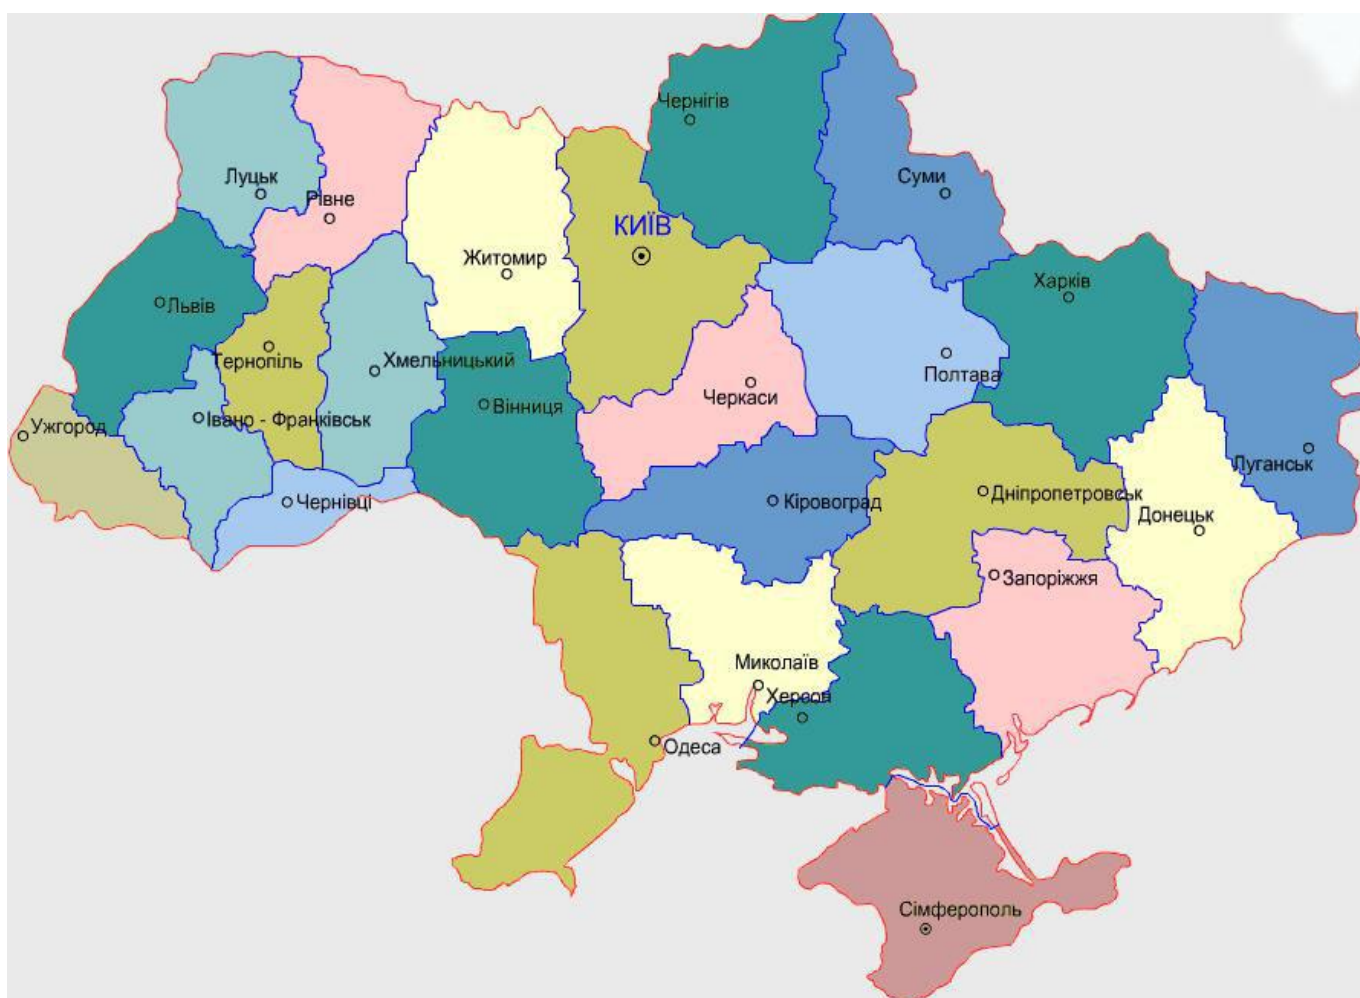 Чернігів
Суми
Луцьк
Рівне
КИЇВ
Житомир
Харків
Львів
Тернопіль
Хмельницький
Полтава
Черкаси
Вінниця
Івано - Франківськ
Ужгород
Луганськ
Чернівці
Кіровоград
Дніпропетровськ
Донецьк
Запоріжжя
Миколаїв
Херсон
Одеса
Сімферополь